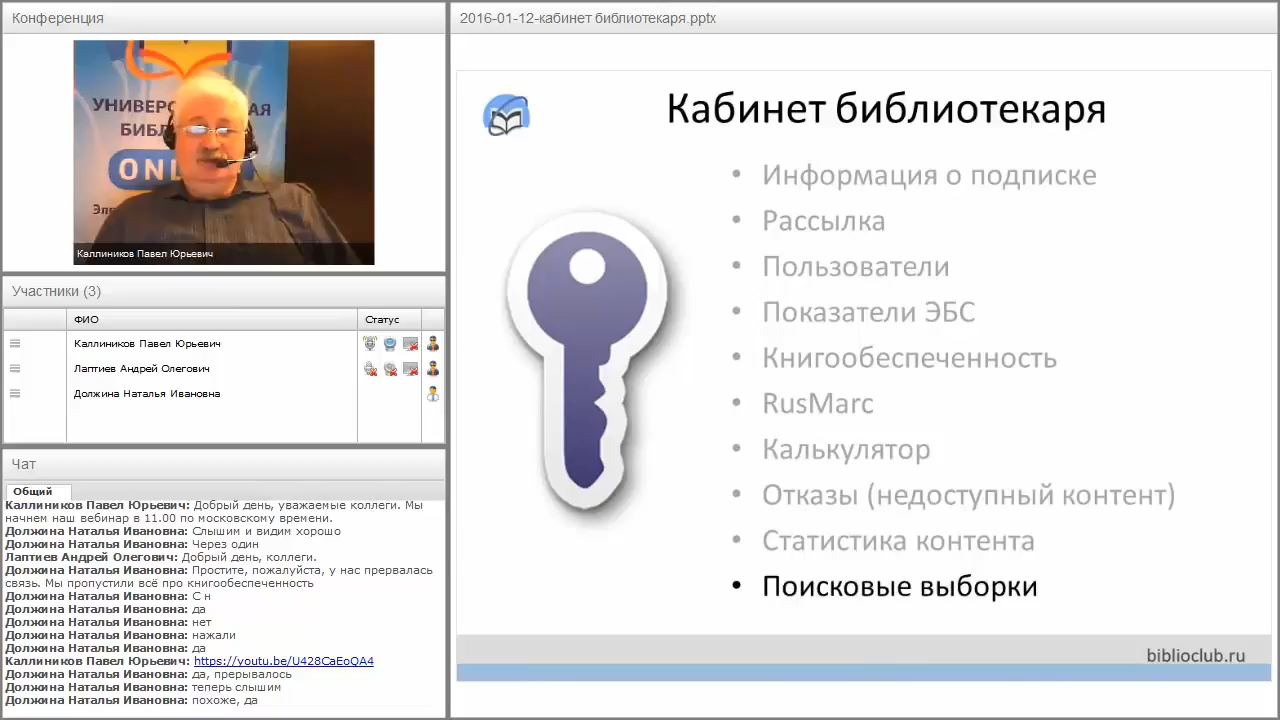 Конференция
УНИВЕРС
АЯ
БИБЛ
ONL
Эле
Каллиников Павел Юрьевич
Участники (3)
ФИО
Статус
Каллиников Павел Юрьевич
Лаптиев Андрей Олегович
Должина Наталья Ивановна
Чат
Общий
Каллиников Павел Юрьевич: Добрый день, уважаемые коллеги. Мы
начнем наш вебинар в 11.00 по московскому времени.
Должина Наталья Ивановна: Слышим и видим хорошо
Должина Наталья Ивановна: Через один
Лаптиев Андрей Олегович: Добрый день, коллеги.
Должина Наталья Ивановна: Простите, пожалуйста, у нас прервалась
связь. Мы пропустили всё про книгообеспеченность
Должина Наталья Ивановна: С н
Должина Наталья Ивановна: да
Должина Наталья Ивановна: нет
Должина Наталья Ивановна: нажали
Должина Наталья Ивановна: да
Каллиников Павел Юрьевич: https://youtu.be/U428CaEoQA4
Должина Наталья Ивановна: да, прерывалось
Должина Наталья Ивановна: теперь слышим
Должина Наталья Ивановна: похоже, да
2016-01-12-кабинет библиотекаря.pptx
Кабинет библиотекаря
• Информация о подписке
• Рассылка
• Пользователи
• Показатели ЭБС
• Книгообеспеченность
• RusMarc
• Калькулятор
• Отказы (недоступный контент)
• Статистика контента
• Поисковые выборки
biblioclub.ru